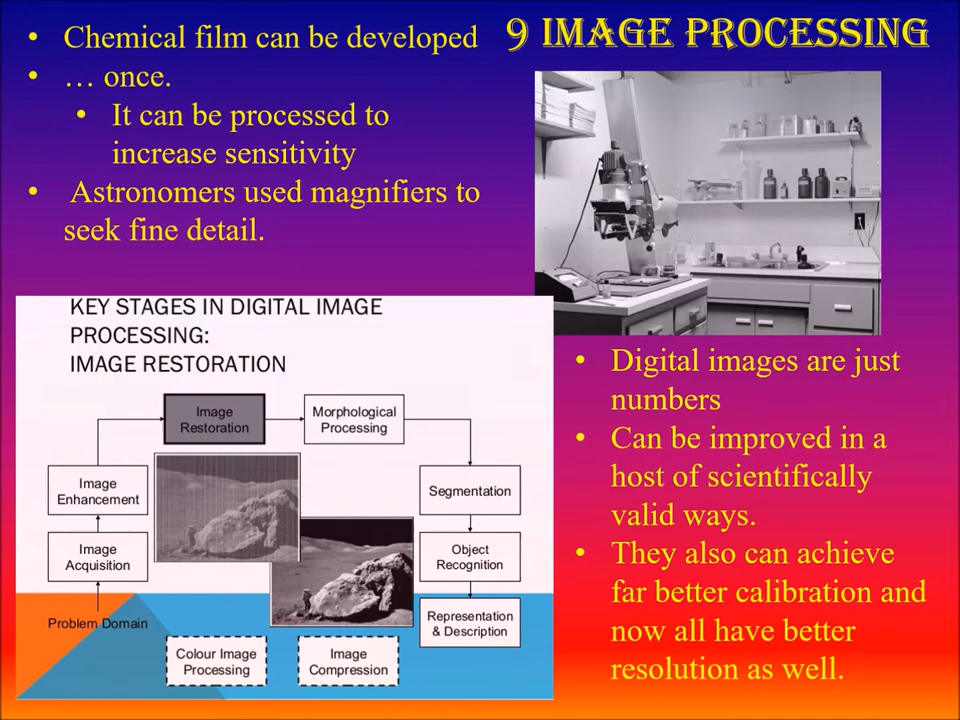 9 IMAGE PROCESSING
• Chemical film can be developed
• … once.
• It can be processed to
increase sensitivity
• Astronomers used magnifiers to
seek fine detail.
KEY STAGES IN DIGITAL IMAGE
PROCESSING:
IMAGE RESTORATION
Image
Restoration
Morphological
Processing
Image
Enhancement
Segmentation
Image
Acquisition
Object
Recognition
Problem Domain
Representation
& Description
Colour Image
Processing
Image
Compression
• Digital images are just
numbers
• Can be improved in a
host of scientifically
valid ways.
• They also can achieve
far better calibration and
now all have better
resolution as well.